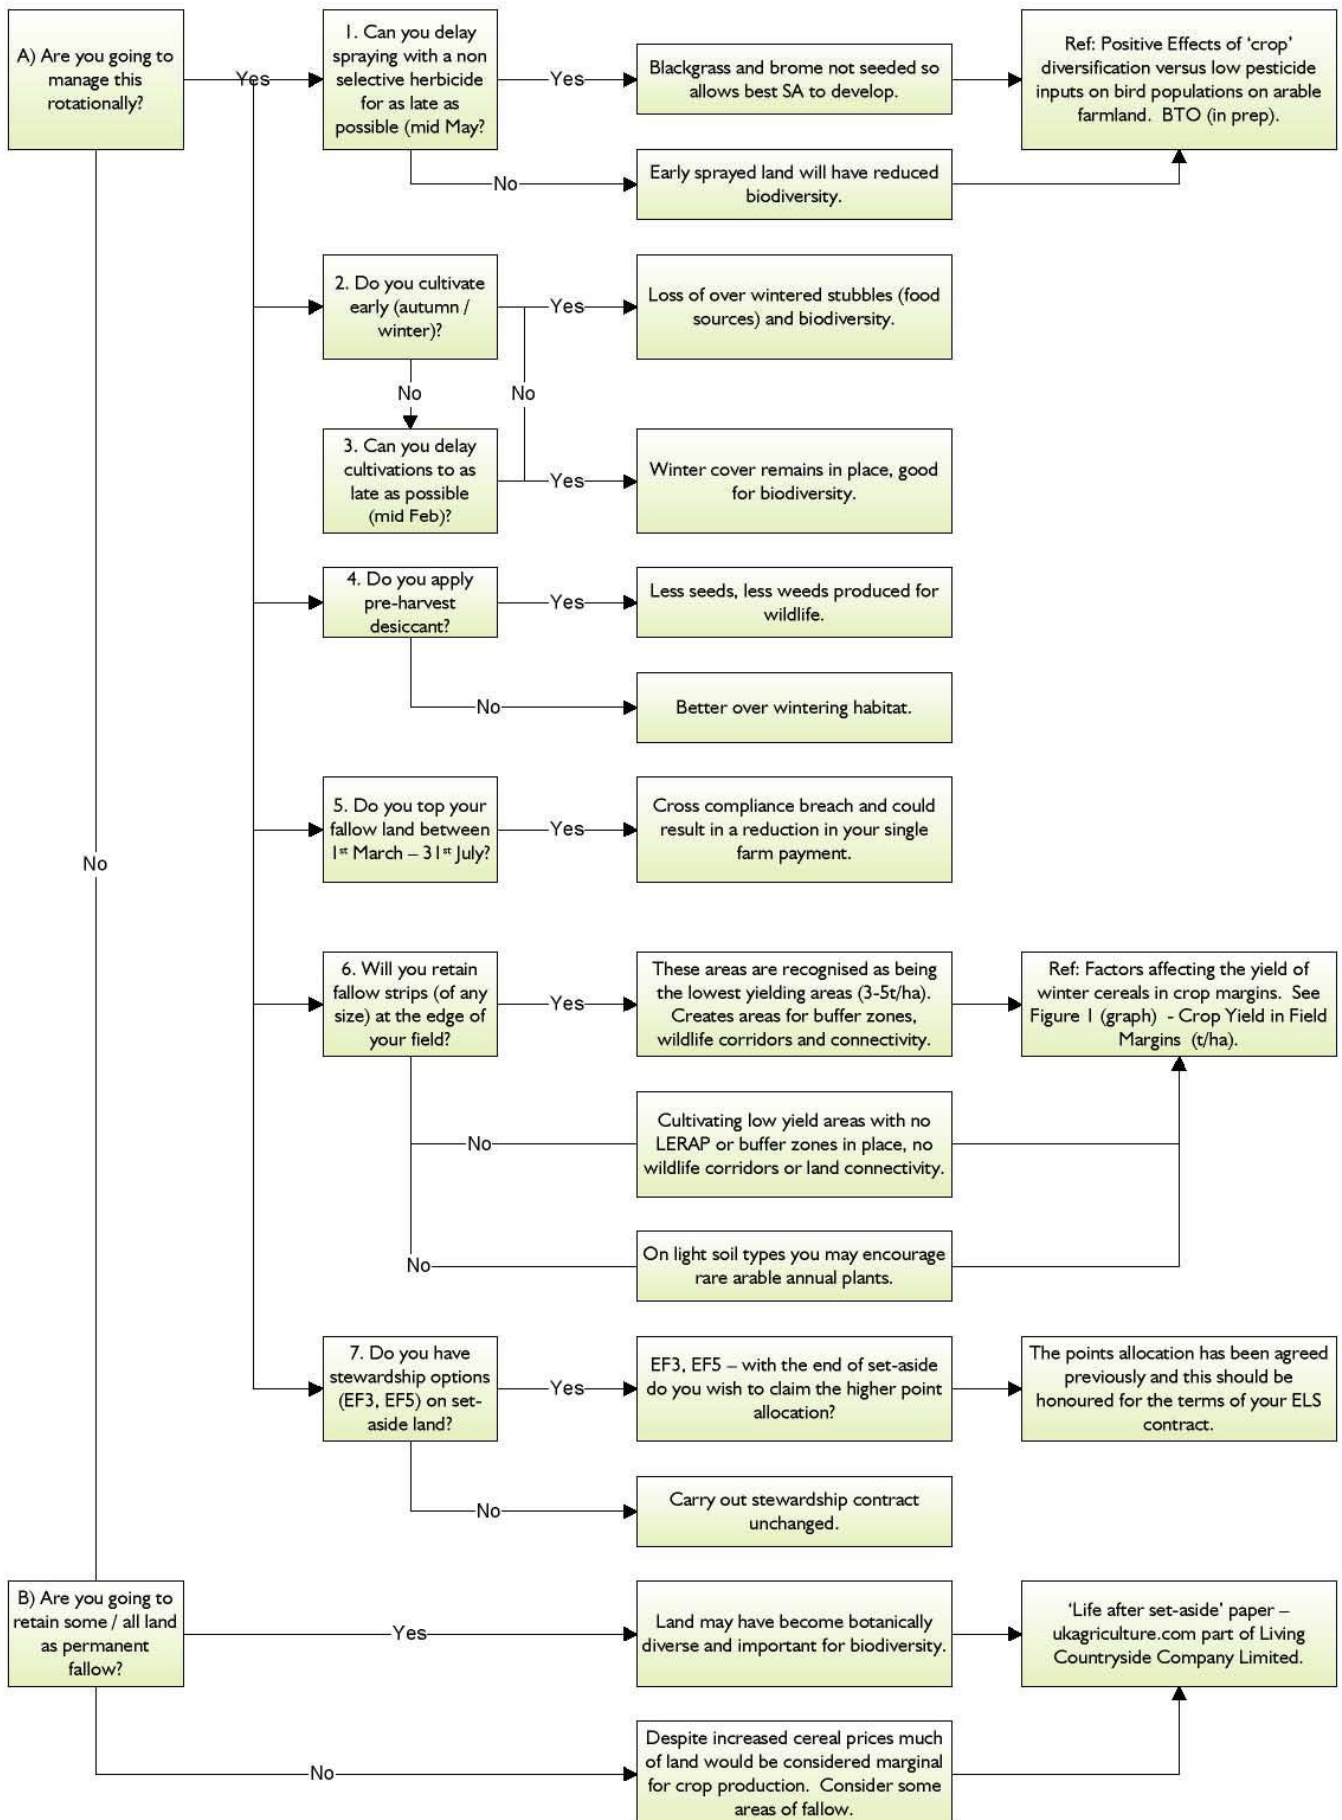 A) Are you going to
manage this
rotationally?
Yes
1. Can you delay
spraying with a non
selective herbicide
for as late as
possible (mid May?
Yes
Blackgrass and brome not seeded so
allows best SA to develop.
Ref: Positive Effects of ‘crop’
diversification versus low pesticide
inputs on bird populations on arable
farmland. BTO (in prep).
No
Early sprayed land will have reduced
biodiversity.
2. Do you cultivate
early (autumn /
winter)?
Yes
Loss of over wintered stubbles (food
sources) and biodiversity.
No
No
3. Can you delay
cultivations to as
late as possible
(mid Feb)?
Yes
Winter cover remains in place, good
for biodiversity.
4. Do you apply
pre-harvest
desiccant?
Yes
Less seeds, less weeds produced for
wildlife.
No
Better over wintering habitat.
5. Do you top your
fallow land between
1st March – 31st July?
Yes
Cross compliance breach and could
result in a reduction in your single
farm payment.
No
6. Will you retain
fallow strips (of any
size) at the edge of
your field?
Yes
These areas are recognised as being
the lowest yielding areas (3-5t/ha).
Creates areas for buffer zones,
wildlife corridors and connectivity.
Ref: Factors affecting the yield of
winter cereals in crop margins. See
Figure 1 (graph) - Crop Yield in Field
Margins (t/ha).
No
Cultivating low yield areas with no
LERAP or buffer zones in place, no
wildlife corridors or land connectivity.
No
On light soil types you may encourage
rare arable annual plants.
7. Do you have
stewardship options
(EF3, EF5) on set-
aside land?
Yes
EF3, EF5 – with the end of set-aside
do you wish to claim the higher point
allocation?
The points allocation has been agreed
previously and this should be
honoured for the terms of your ELS
contract.
No
Carry out stewardship contract
unchanged.
B) Are you going to
retain some / all land
as permanent
fallow?
Yes
Land may have become botanically
diverse and important for biodiversity.
‘Life after set-aside’ paper –
ukagriculture.com part of Living
Countryside Company Limited.
No
Despite increased cereal prices much
of land would be considered marginal
for crop production. Consider some
areas of fallow.